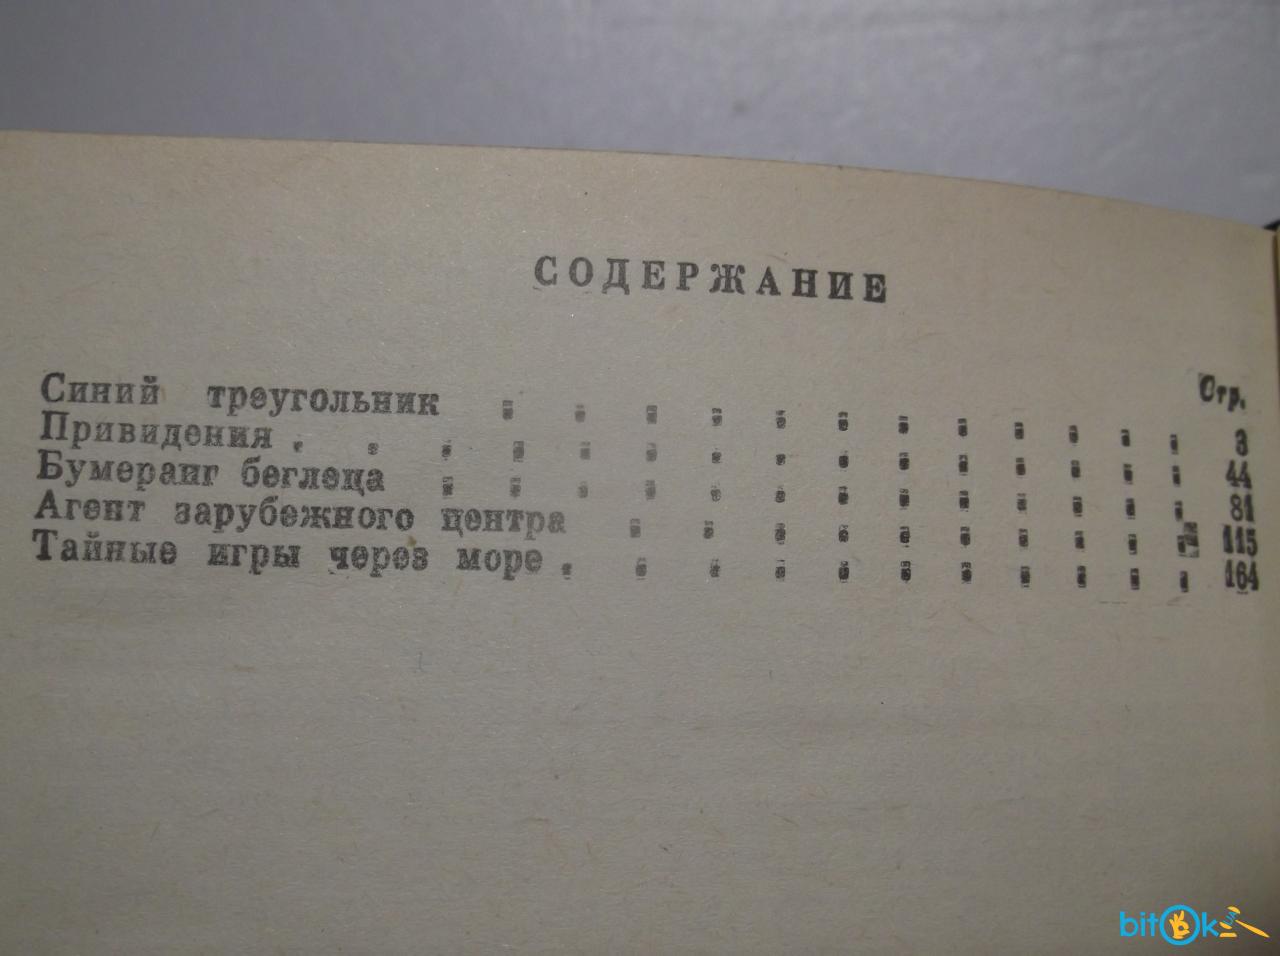 СОДЕРЖАНИЕ
Стр.
Синий треугольник . . . . . . . . . . . . 3
Привидения . . . . . . . . . . . . . . 44
Бумеранг беглеца . . . . . . . . . . . . 81
Агент зарубежного центра . . . . . . . . . 115
Тайные игры через море . . . . . . . . . . . 164
bitOk